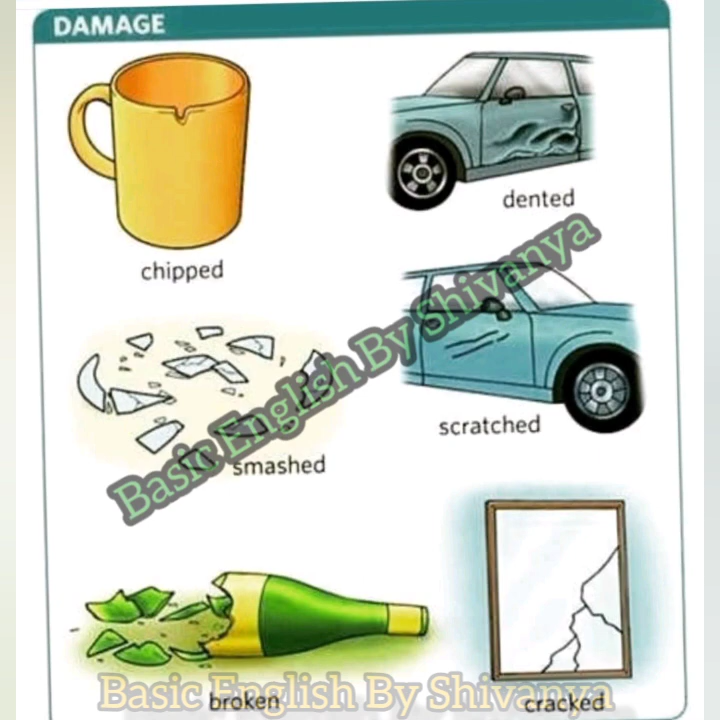 DAMAGE
dented
chipped
scratched
Basic English By Shivanya
smashed
Basic English By Shivanya
broken
cracked